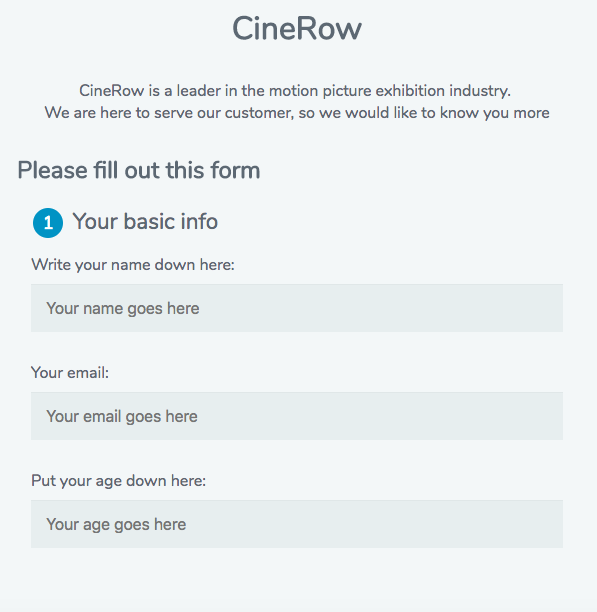 CineRow
CineRow is a leader in the motion picture exhibition industry.
We are here to serve our customer, so we would like to know you more
Please fill out this form
1 Your basic info
Write your name down here:
Your name goes here
Your email:
Your email goes here
Put your age down here:
Your age goes here